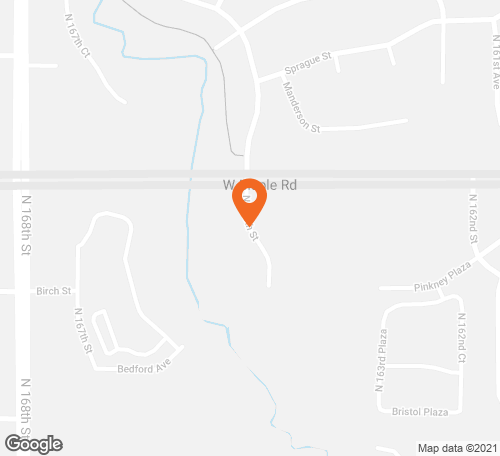 N 167th Ct
Sprague St
N 161st Ave
Manderson St
W Rd
N 168th St
N St
N 162nd St
Pinkney Plaza
Birch St
N 167th St
Bedford Ave
N 163rd Plaza
N 162nd Ct
N 168th St
Bristol Plaza
Google
Map data ©2021